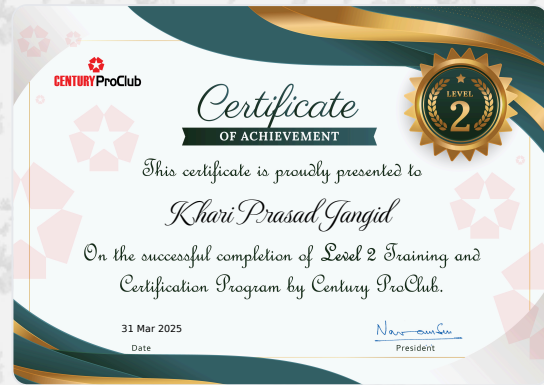 CENTURY ProClub
LEVEL
2
Certificate
OF ACHIEVEMENT
This certificate is proudly presented to
Khari Prasad Jangid
On the successful completion of Level 2 Training and
Certification Program by Century ProClub.
31 Mar 2025
Date
President